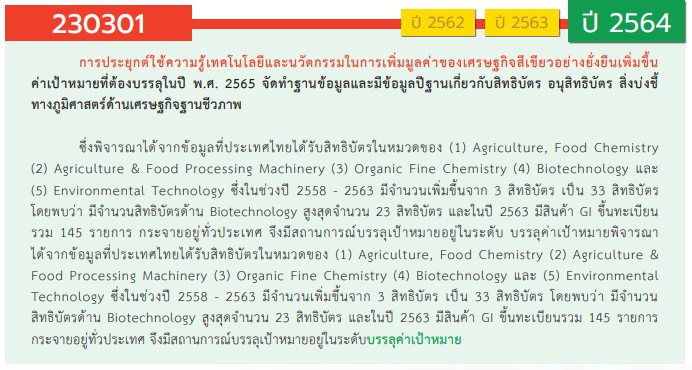 230301
ปี 2562
ปี 2563
ปี 2564
การประยุกต์ใช้ความรู้เทคโนโลยีและนวัตกรรมในการเพิ่มมูลค่าของเศรษฐกิจสีเขียวอย่างยั่งยืนเพิ่มขึ้น
ค่าเป้าหมายที่ต้องบรรลุในปี พ.ศ. 2565 จัดทำฐานข้อมูลและมีข้อมูลปีฐานเกี่ยวกับสิทธิบัตร อนุสิทธิบัตร สิ่งบ่งชี้
ทางภูมิศาสตร์ด้านเศรษฐกิจฐานชีวภาพ
ซึ่งพิจารณาได้จากข้อมูลที่ประเทศไทยได้รับสิทธิบัตรในหมวดของ (1) Agriculture, Food Chemistry
(2) Agriculture & Food Processing Machinery (3) Organic Fine Chemistry (4) Biotechnology และ
(5) Environmental Technology ซึ่งในช่วงปี 2558 - 2563 มีจำนวนเพิ่มขึ้นจาก 3 สิทธิบัตร เป็น 33 สิทธิบัตร
โดยพบว่า มีจำนวนสิทธิบัตรด้าน Biotechnology สูงสุดจำนวน 23 สิทธิบัตร และในปี 2563 มีสินค้า GI ขึ้นทะเบียน
รวม 145 รายการ กระจายอยู่ทั่วประเทศ จึงมีสถานการณ์บรรลุเป้าหมายอยู่ในระดับ บรรลุค่าเป้าหมายพิจารณา
ได้จากข้อมูลที่ประเทศไทยได้รับสิทธิบัตรในหมวดของ (1) Agriculture, Food Chemistry (2) Agriculture &
Food Processing Machinery (3) Organic Fine Chemistry (4) Biotechnology และ (5) Environmental
Technology ซึ่งในช่วงปี 2558 - 2563 มีจำนวนเพิ่มขึ้นจาก 3 สิทธิบัตร เป็น 33 สิทธิบัตร โดยพบว่า มีจำนวน
สิทธิบัตรด้าน Biotechnology สูงสุดจำนวน 23 สิทธิบัตร และในปี 2563 มีสินค้า GI ขึ้นทะเบียนรวม 145 รายการ
กระจายอยู่ทั่วประเทศ จึงมีสถานการณ์บรรลุเป้าหมายอยู่ในระดับบรรลุค่าเป้าหมาย